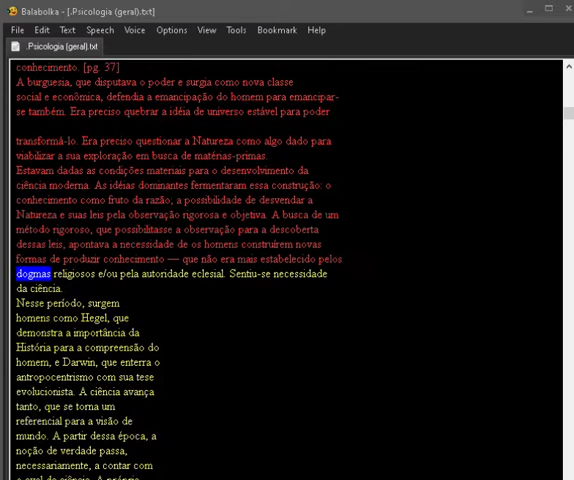 Balabolka - [.Psicologia (geral).txt]
File Edit Text Speech Voice Options View Tools Bookmark Help
.Psicologia (geral).txt
conhecimento. [pg. 37]
A burguesia, que disputava o poder e surgia como nova classe
social e econômica, defendia a emancipação do homem para emancipar-
se também. Era preciso quebrar a idéia de universo estável para poder
transformá-lo. Era preciso questionar a Natureza como algo dado para
viabilizar a sua exploração em busca de matérias-primas.
Estavam dadas as condições materiais para o desenvolvimento da
ciência moderna. As idéias dominantes fermentaram essa construção: o
conhecimento como fruto da razão, a possibilidade de desvendar a
Natureza e suas leis pela observação rigorosa e objetiva. A busca de um
método rigoroso, que possibilitasse a observação para a descoberta
dessas leis, apontava a necessidade de os homens construírem novas
formas de produzir conhecimento — que não era mais estabelecido pelos
dogmas religiosos e/ou pela autoridade eclesial. Sentiu-se necessidade
da ciência.
Nesse período, surgem
homens como Hegel, que
demonstra a importância da
História para a compreensão do
homem, e Darwin, que enterra o
antropocentrismo com sua tese
evolucionista. A ciência avança
tanto, que se torna um
referencial para a visão de
mundo. A partir dessa época, a
noção de verdade passa,
necessariamente, a contar com